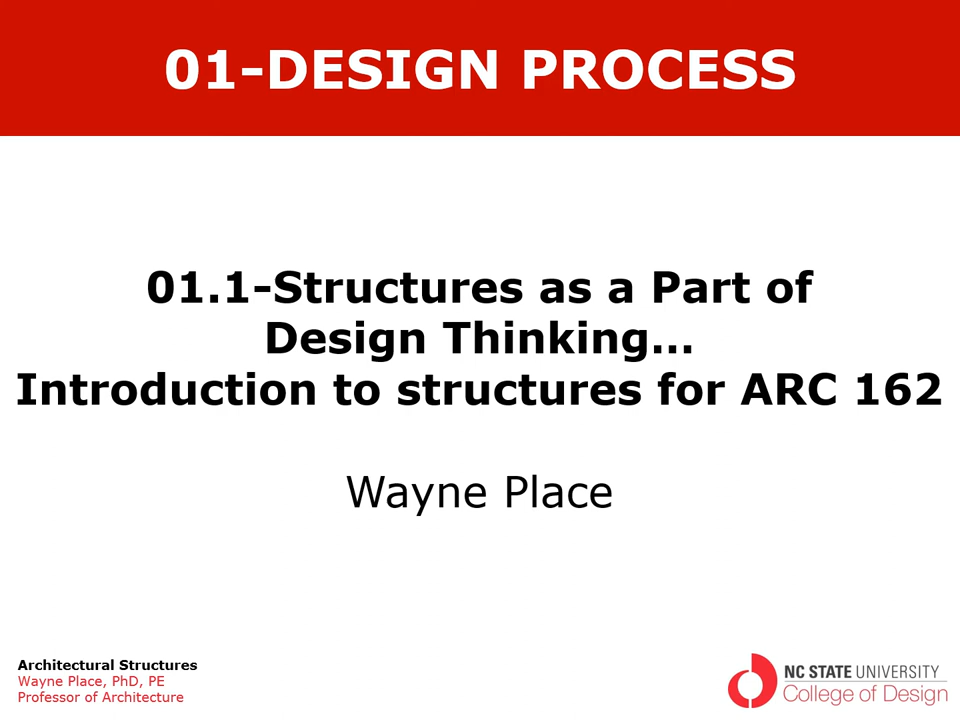 01-DESIGN PROCESS
01.1-Structures as a Part of
Design Thinking…
Introduction to structures for ARC 162
Wayne Place
Architectural Structures
Wayne Place, PhD, PE
Professor of Architecture
NC STATE UNIVERSITY
College of Design